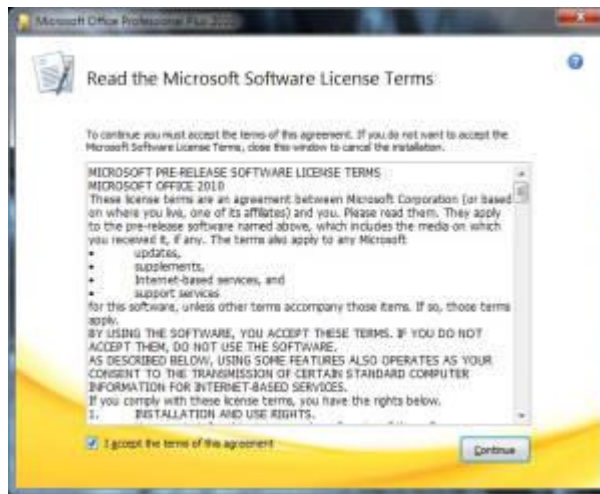 Microsoft Office Professional Plus 2010
Read the Microsoft Software License Terms
To continue you must accept the terms of this agreement. If you do not want to accept the
Microsoft Software License Terms, close this window to cancel the installation.
MICROSOFT PRE-RELEASE SOFTWARE LICENSE TERMS
MICROSOFT OFFICE 2010
These license terms are an agreement between Microsoft Corporation (or based
on where you live, one of its affiliates) and you. Please read them. They apply
to the pre-release software named above, which includes the media on which
you received it, if any. The terms also apply to any Microsoft
• updates,
• supplements,
• Internet-based services, and
• support services
for this software, unless other terms accompany those items. If so, those terms
apply.
BY USING THE SOFTWARE, YOU ACCEPT THESE TERMS. IF YOU DO NOT
ACCEPT THEM, DO NOT USE THE SOFTWARE.
AS DESCRIBED BELOW, USING SOME FEATURES ALSO OPERATES AS YOUR
CONSENT TO THE TRANSMISSION OF CERTAIN STANDARD COMPUTER
INFORMATION FOR INTERNET-BASED SERVICES.
If you comply with these license terms, you have the rights below.
1. INSTALLATION AND USE RIGHTS.
I accept the terms of this agreement
Continue